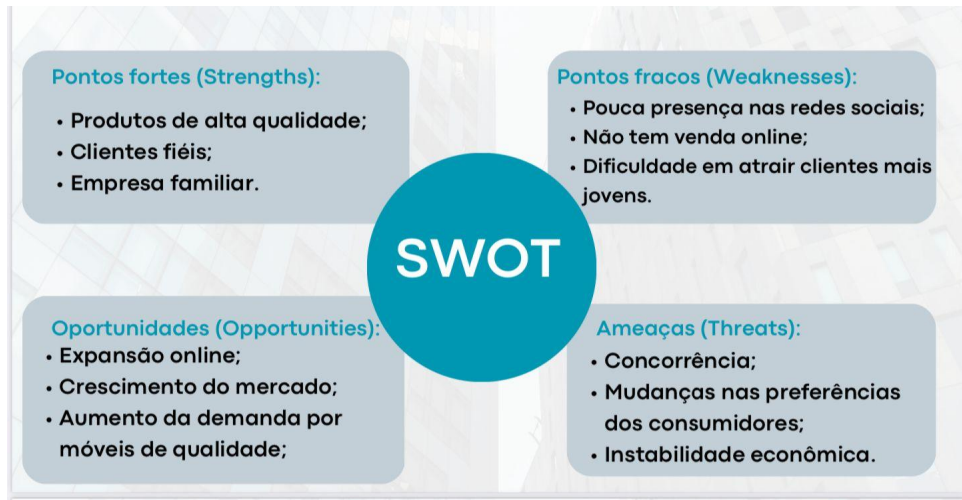 Pontos fortes (Strengths):
• Produtos de alta qualidade;
• Clientes fiéis;
• Empresa familiar.
Pontos fracos (Weaknesses):
• Pouca presença nas redes sociais;
• Não tem venda online;
• Dificuldade em atrair clientes mais
jovens.
SWOT
Oportunidades (Opportunities):
• Expansão online;
• Crescimento do mercado;
• Aumento da demanda por
móveis de qualidade;
Ameaças (Threats):
• Concorrência;
• Mudanças nas preferências
dos consumidores;
• Instabilidade econômica.